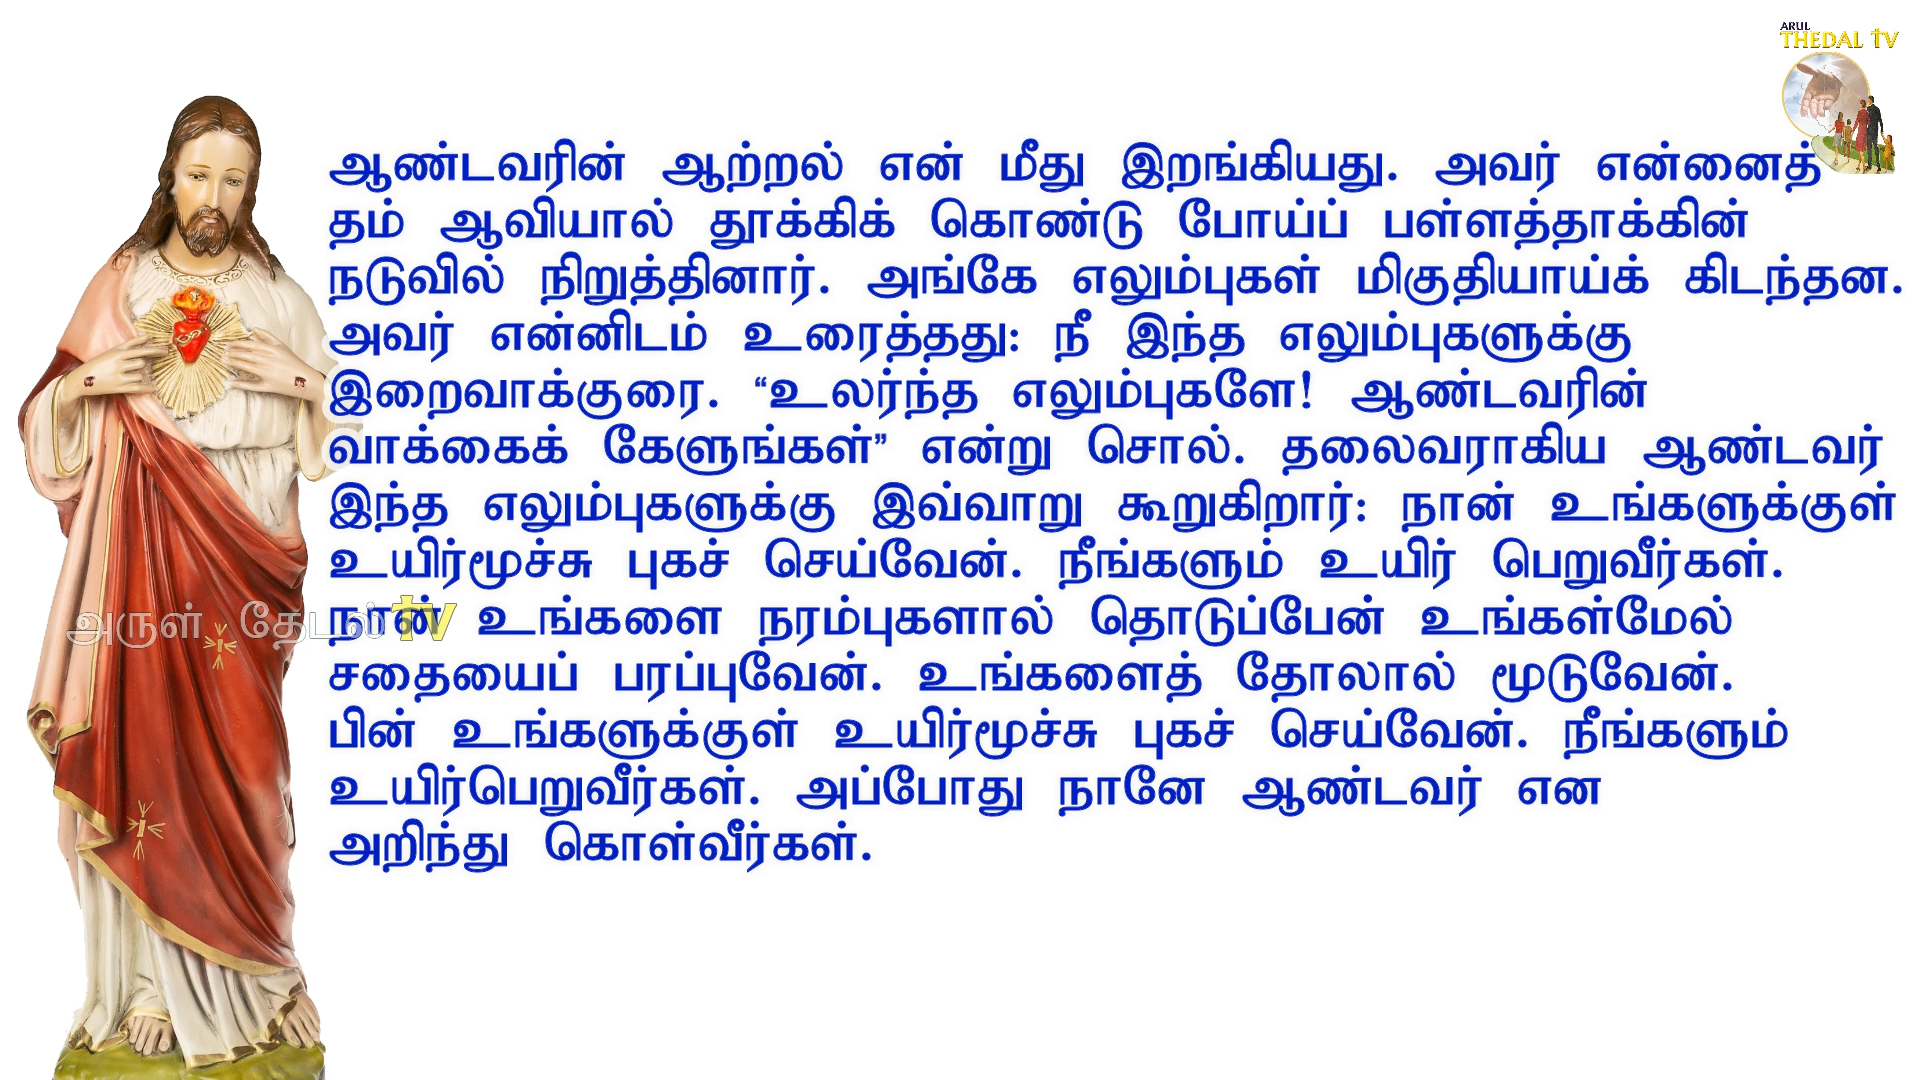 ARUL
THEDAL TV
ஆண்டவரின் ஆற்றல் என் மீது இறங்கியது. அவர் என்னைத்
தம் ஆவியால் தூக்கிக் கொண்டு போய்ப் பள்ளத்தாக்கின்
நடுவில் நிறுத்தினார். அங்கே எலும்புகள் மிகுதியாய்க் கிடந்தன.
அவர் என்னிடம் உரைத்தது: நீ இந்த எலும்புகளுக்கு
இறைவாக்குரை. “உலர்ந்த எலும்புகளே! ஆண்டவரின்
வாக்கைக் கேளுங்கள்” என்று சொல். தலைவராகிய ஆண்டவர்
இந்த எலும்புகளுக்கு இவ்வாறு கூறுகிறார்: நான் உங்களுக்குள்
உயிர்மூச்சு புகச் செய்வேன். நீங்களும் உயிர் பெறுவீர்கள்.
நான் உங்களை நரம்புகளால் தொடுப்பேன் உங்கள்மேல்
சதையைப் பரப்புவேன். உங்களைத் தோலால் மூடுவேன்.
பின் உங்களுக்குள் உயிர்மூச்சு புகச் செய்வேன். நீங்களும்
உயிர்பெறுவீர்கள். அப்போது நானே ஆண்டவர் என
அறிந்து கொள்வீர்கள்.
அருள் தேடல் TV